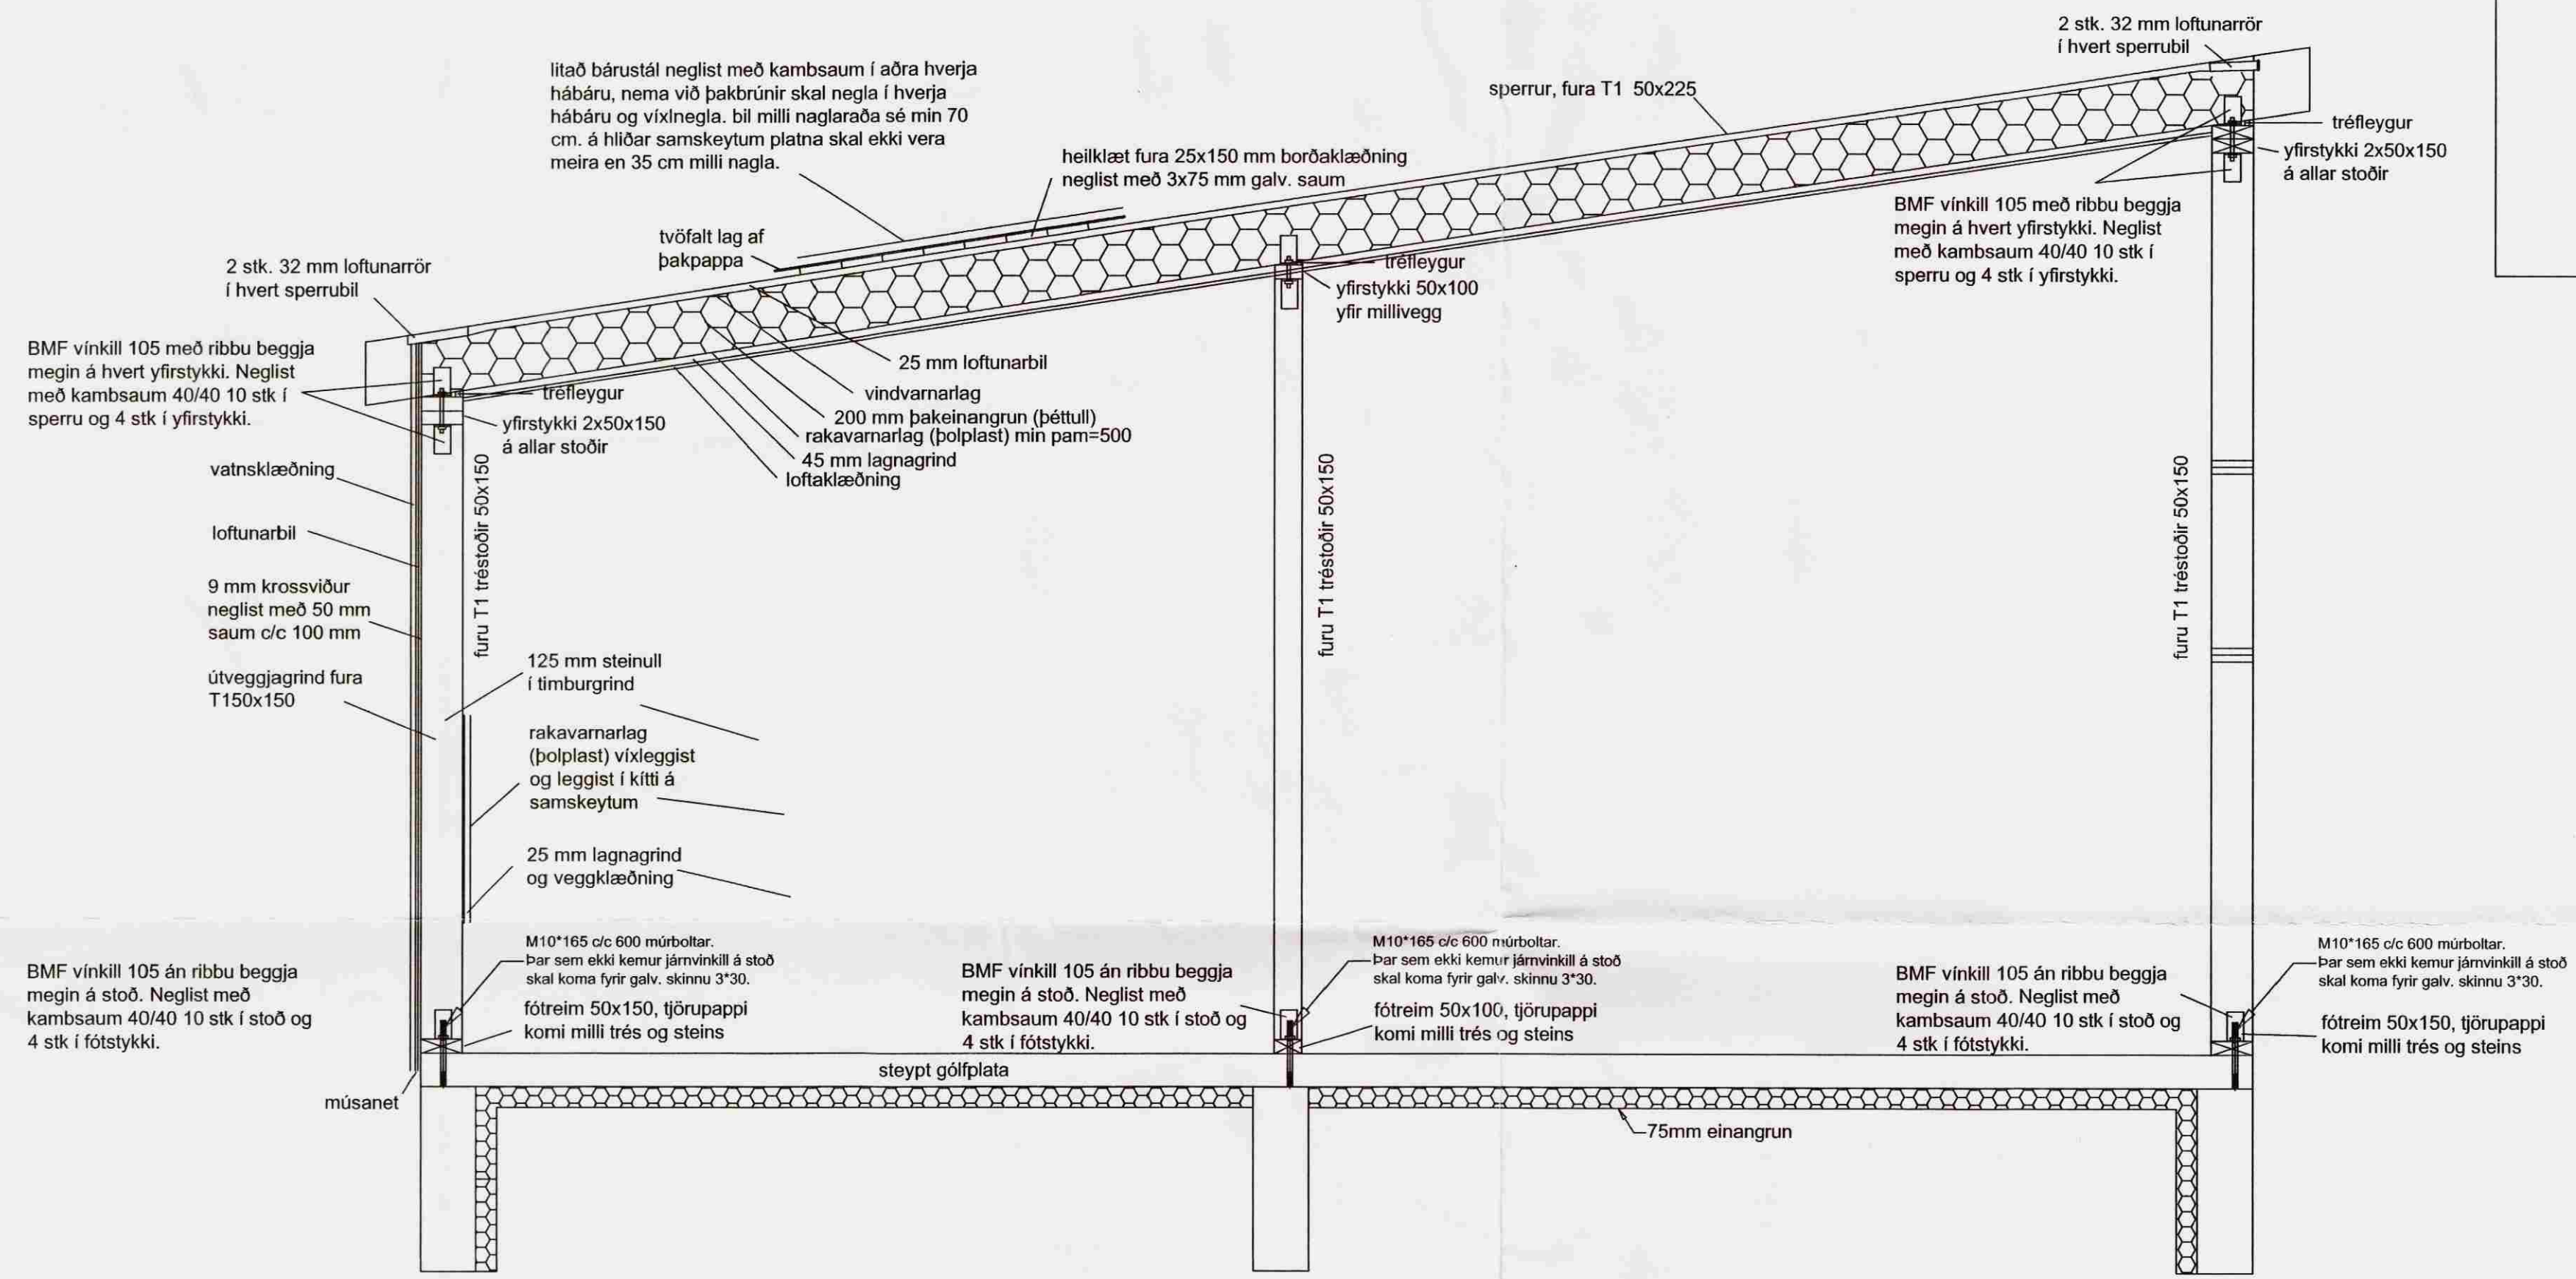 2 stk. 32 mm loftunarrör
í hvert sperrubil
litað bárustál neglist með kambsaum í aðra hverja
hábáru, nema við þakbrúnir skal negla í hverja
hábáru og víxlnegla. bil milli naglaraða sé min 70
cm. á hliðar samskeytum platna skal ekki vera
meira en 35 cm milli nagla.
sperrur, fura T1 50x225
tréfleygur
yfirstykki 2x50x150
á allar stoðir
heilklæt fura 25x150 mm borðaklæðning
neglist með 3x75 mm galv. saum
BMF vínkill 105 með ribbu beggja
megin á hvert yfirstykki. Neglist
með kambsaum 40/40 10 stk í
sperru og 4 stk í yfirstykki.
tvöfalt lag af
þakpappa
2 stk. 32 mm loftunarrör
í hvert sperrubil
tréfleygur
yfirstykki 50x100
yfir millivegg
BMF vínkill 105 með ribbu beggja
megin á hvert yfirstykki. Neglist
með kambsaum 40/40 10 stk í
sperru og 4 stk í yfirstykki.
25 mm loftunarbil
vindvarnarlag
200 mm þakeinangrun (þéttull)
rakavarnarlag (þolplast) min pam=500
45 mm lagnagrind
loftaklæðning
tréfleygur
yfirstykki 2x50x150
á allar stoðir
vatnsklæðning
loftunarbil
9 mm krossviður
neglist með 50 mm
saum c/c 100 mm
útveggjagrind fura
T150x150
furu T1 tréstoðir 50x150
furu T1 tréstoðir 50x150
furu T1 tréstoðir 50x150
125 mm steinull
í timburgrind
rakavarnarlag
(þolplast) víxleggist
og leggist í kítti á
samskeytum
25 mm lagnagrind
og veggklæðning
BMF vínkill 105 án ribbu beggja
megin á stoð. Neglist með
kambsaum 40/40 10 stk í stoð og
4 stk í fótstykki.
M10*165 c/c 600 múrboltar.
Þar sem ekki kemur járnvinkill á stoð
skal koma fyrir galv. skinnu 3*30.
fótreim 50x150, tjörupappi
komi milli trés og steins
BMF vínkill 105 án ribbu beggja
megin á stoð. Neglist með
kambsaum 40/40 10 stk í stoð og
4 stk í fótstykki.
M10*165 c/c 600 múrboltar.
Þar sem ekki kemur járnvinkill á stoð
skal koma fyrir galv. skinnu 3*30.
fótreim 50x100, tjörupappi
komi milli trés og steins
BMF vínkill 105 án ribbu beggja
megin á stoð. Neglist með
kambsaum 40/40 10 stk í stoð og
4 stk í fótstykki.
M10*165 c/c 600 múrboltar.
Þar sem ekki kemur járnvinkill á stoð
skal koma fyrir galv. skinnu 3*30.
fótreim 50x150, tjörupappi
komi milli trés og steins
steypt gólfplata
músanet
75mm einangrun